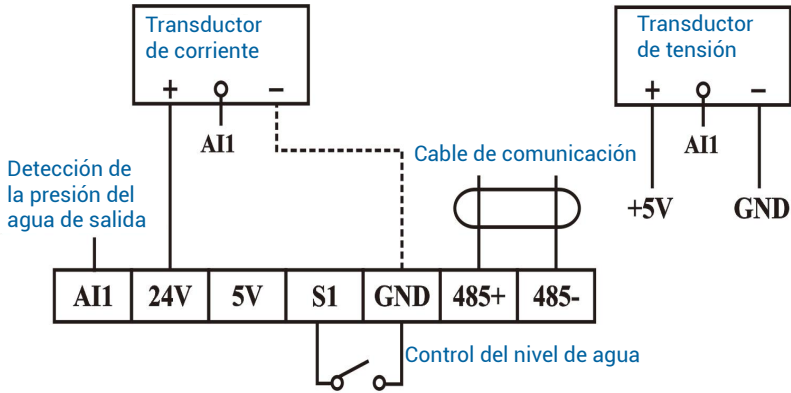 Transductor
de corriente
+ −
AI1
Transductor
de tensión
+ −
AI1
+5V GND
Detección de
la presión del
agua de salida
Cable de comunicación
AI1 24V 5V S1 GND 485+ 485-
Control del nivel de agua